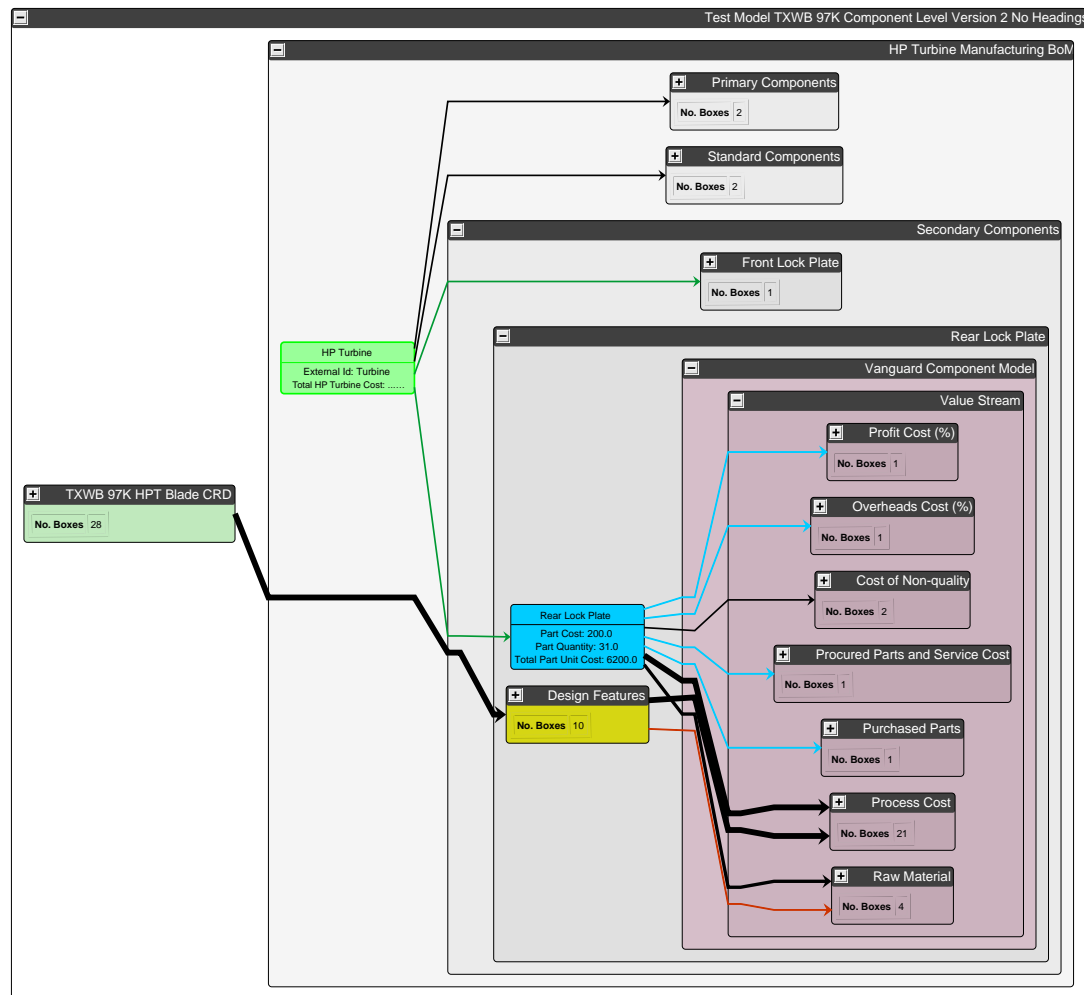 Test Model TXWB 97K Component Level Version 2 No Headings
HP Turbine Manufacturing BoM
Primary Components
No. Boxes 2
Standard Components
No. Boxes 2
Secondary Components
Front Lock Plate
No. Boxes 1
Rear Lock Plate
HP Turbine
External Id: Turbine
Total HP Turbine Cost: ......
Vanguard Component Model
Value Stream
Profit Cost (%)
No. Boxes 1
TXWB 97K HPT Blade CRD
No. Boxes 28
Overheads Cost (%)
No. Boxes 1
Cost of Non-quality
No. Boxes 2
Rear Lock Plate
Part Cost: 200.0
Part Quantity: 31.0
Total Part Unit Cost: 6200.0
Procured Parts and Service Cost
No. Boxes 1
Design Features
No. Boxes 10
Purchased Parts
No. Boxes 1
Process Cost
No. Boxes 21
Raw Material
No. Boxes 4